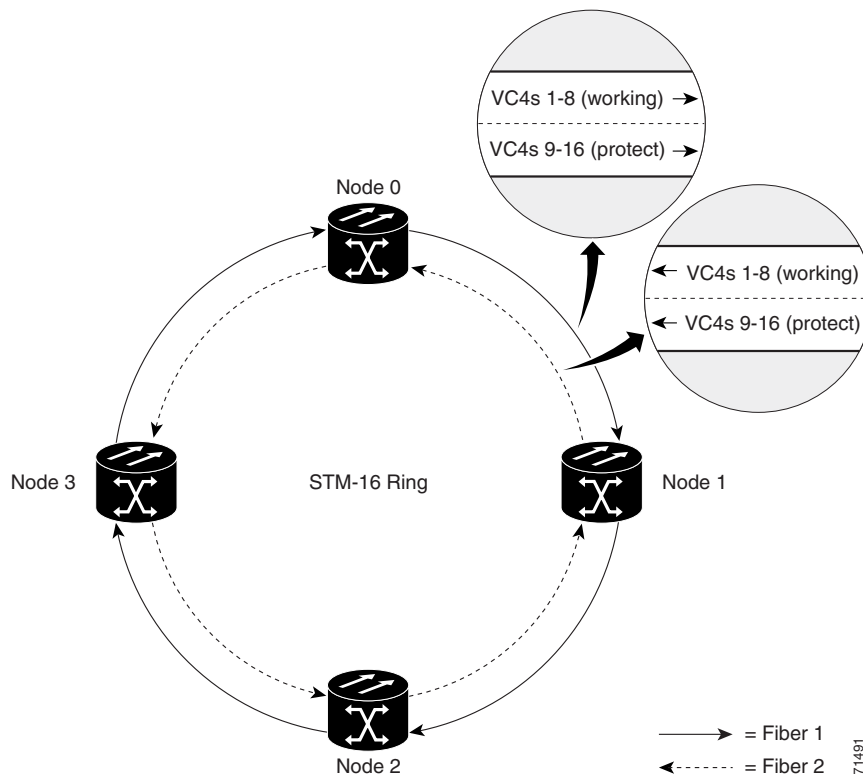 VC4s 1-8 (working)
VC4s 9-16 (protect)
Node 0
VC4s 1-8 (working)
VC4s 9-16 (protect)
Node 3
STM-16 Ring
Node 1
Node 2
= Fiber 1
= Fiber 2
71491